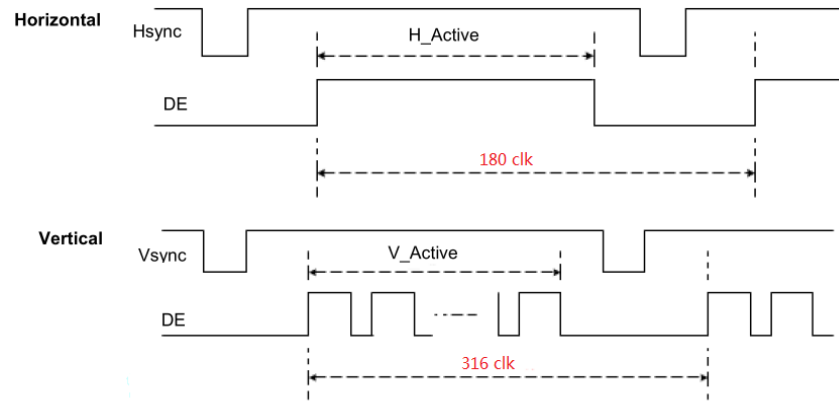 Horizontal
Hsync
H_Active
DE
180 clk
Vertical
Vsync
V_Active
DE
316 clk